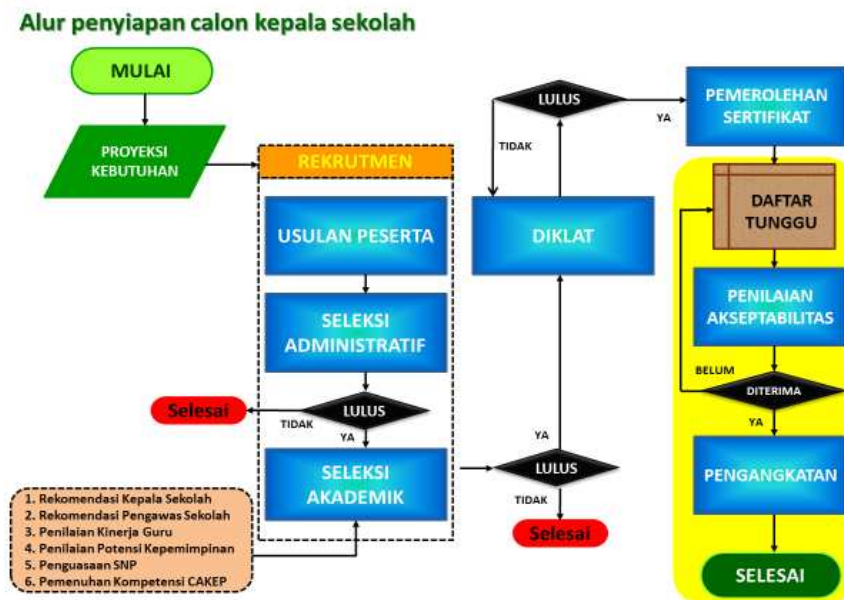 Alur penyiapan calon kepala sekolah
MULAI
PROYEKSI
KEBUTUHAN
REKRUTMEN
USULAN PESERTA
SELEKSI
ADMINISTRATIF
LULUS
TIDAK
Selesai
YA
SELEKSI
AKADEMIK
1. Rekomendasi Kepala Sekolah
2. Rekomendasi Pengawas Sekolah
3. Penilaian Kinerja Guru
4. Penilaian Potensi Kepemimpinan
5. Penguasaan SNP
6. Pemenuhan Kompetensi CAKEP
LULUS
TIDAK
Selesai
YA
DIKLAT
LULUS
TIDAK
YA
PEMEROLEHAN
SERTIFIKAT
DAFTAR
TUNGGU
PENILAIAN
AKSEPTABILITAS
BELUM
DITERIMA
YA
PENGANGKATAN
SELESAI